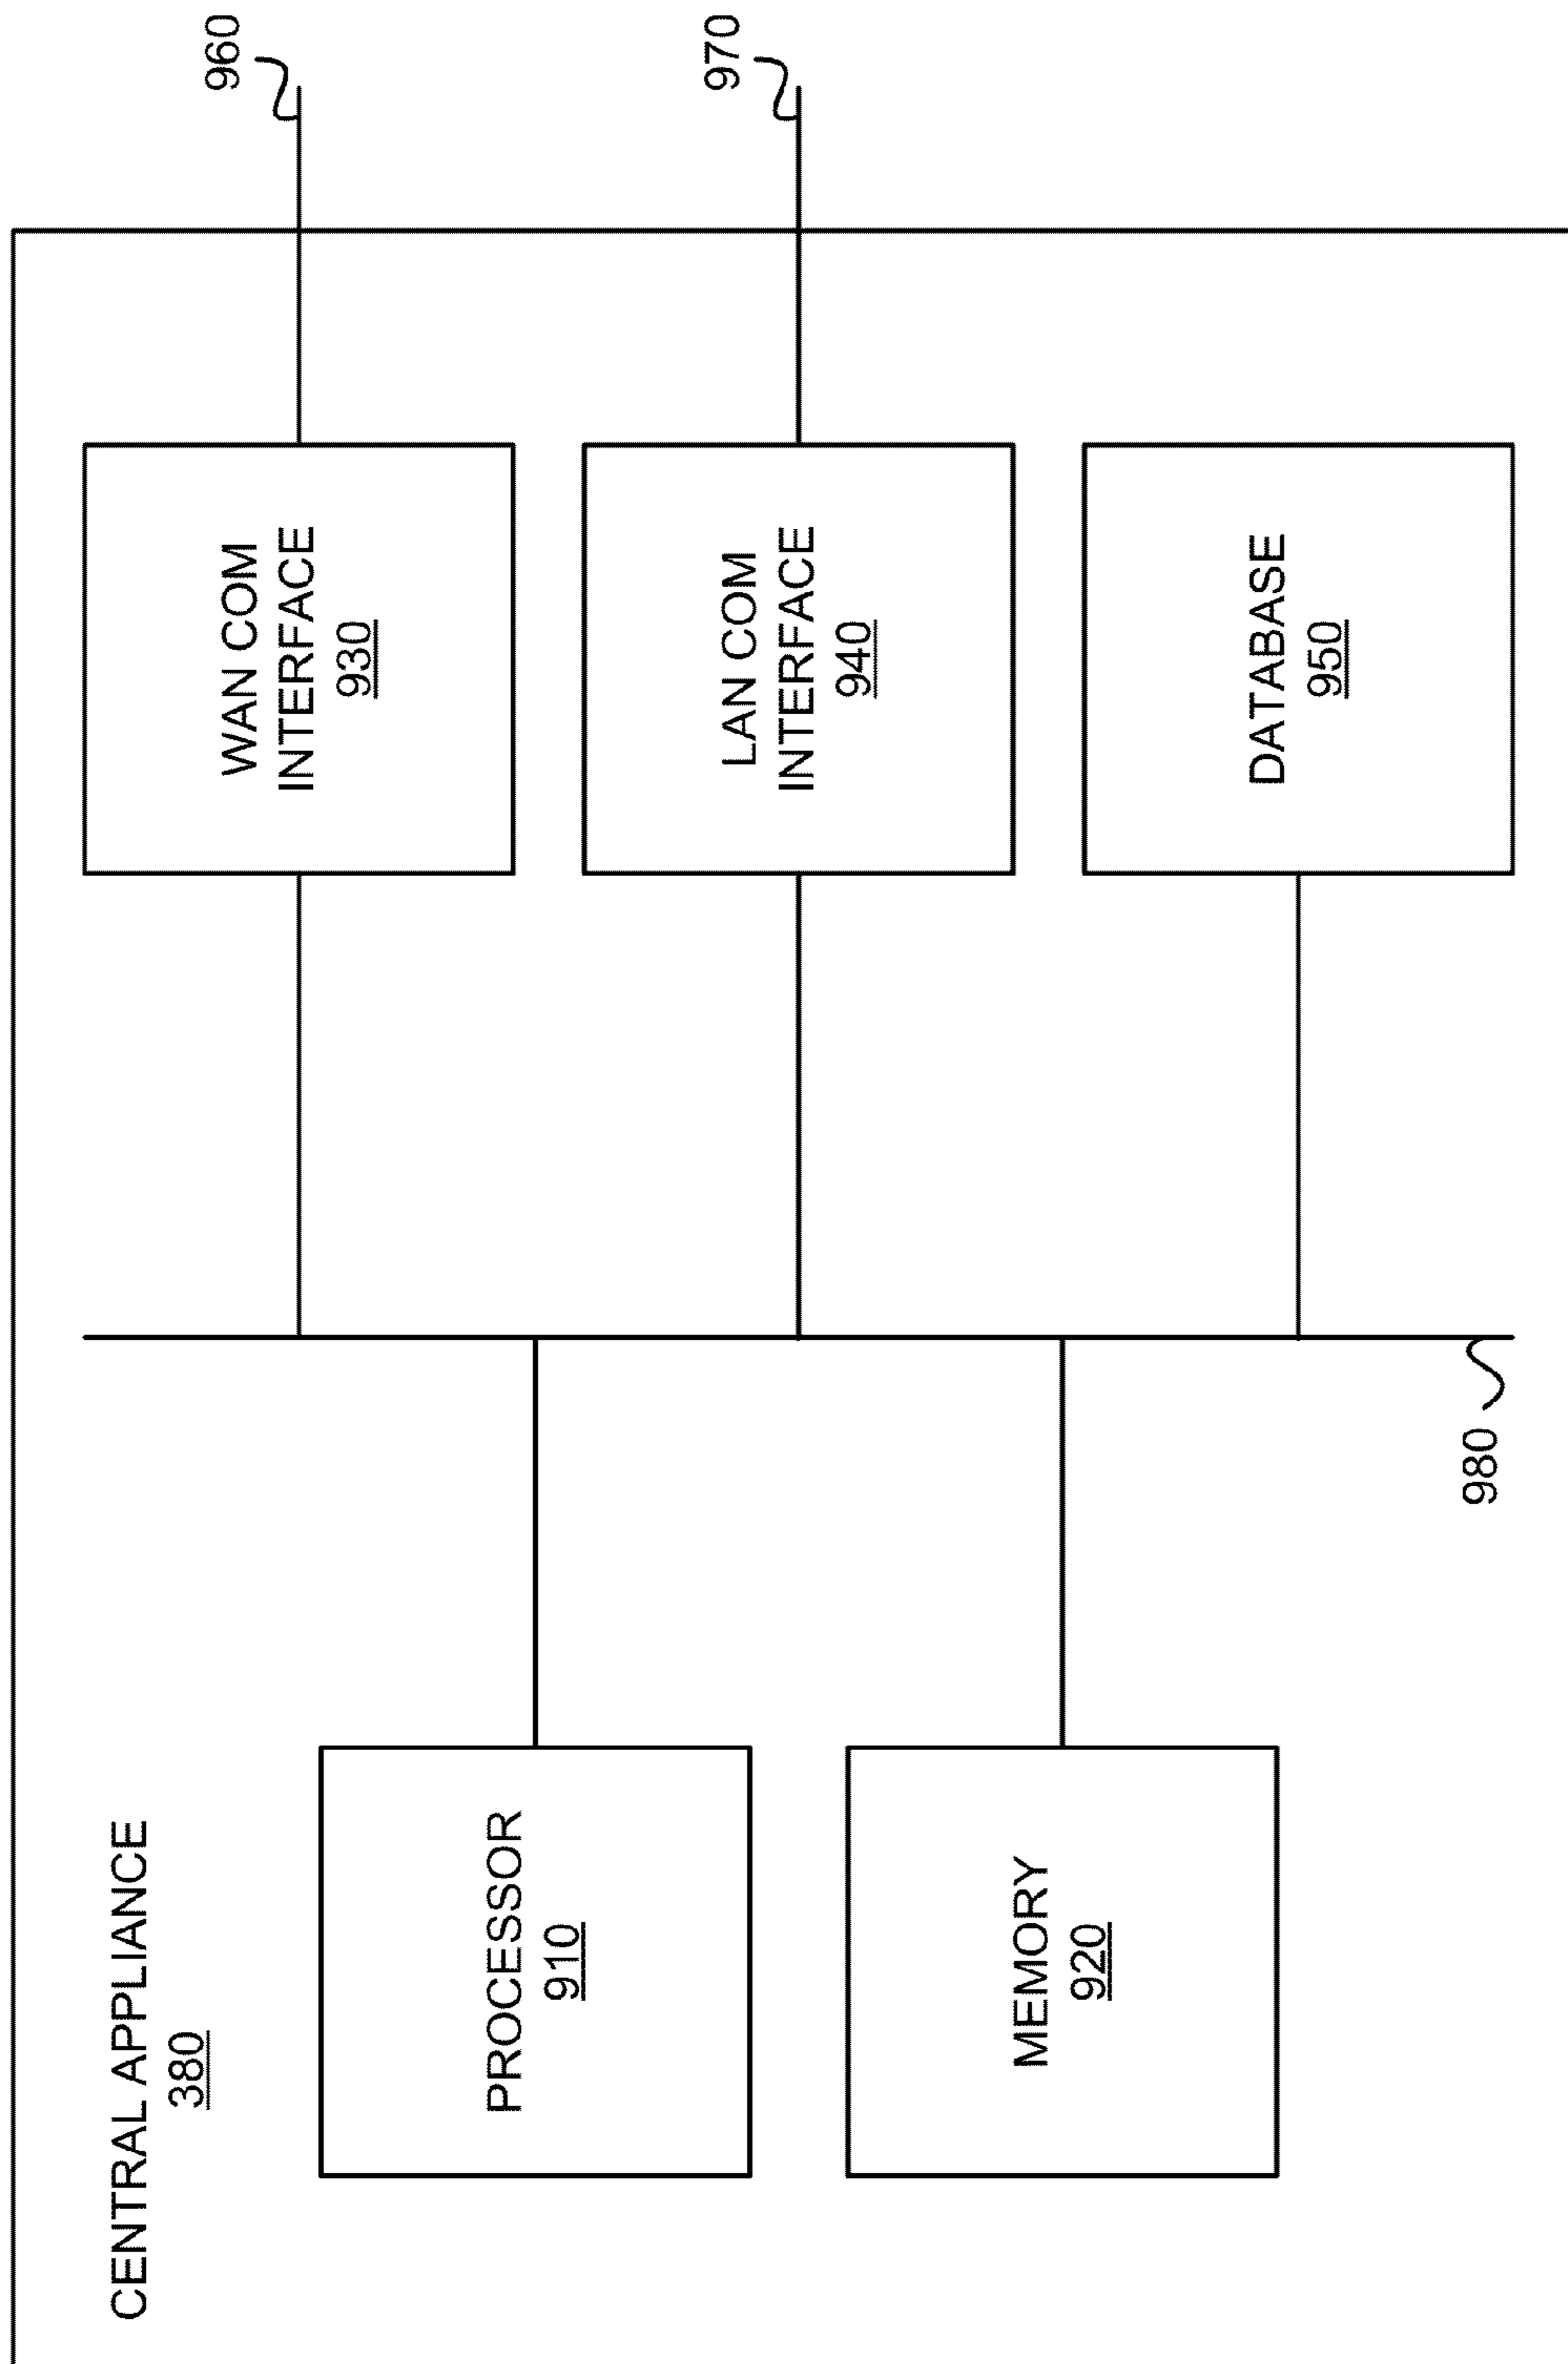 CENTRAL APPLIANCE
380
PROCESSOR
910
MEMORY
920
WAN COM
INTERFACE
930
LAN COM
INTERFACE
940
DATABASE
950
960
970
980